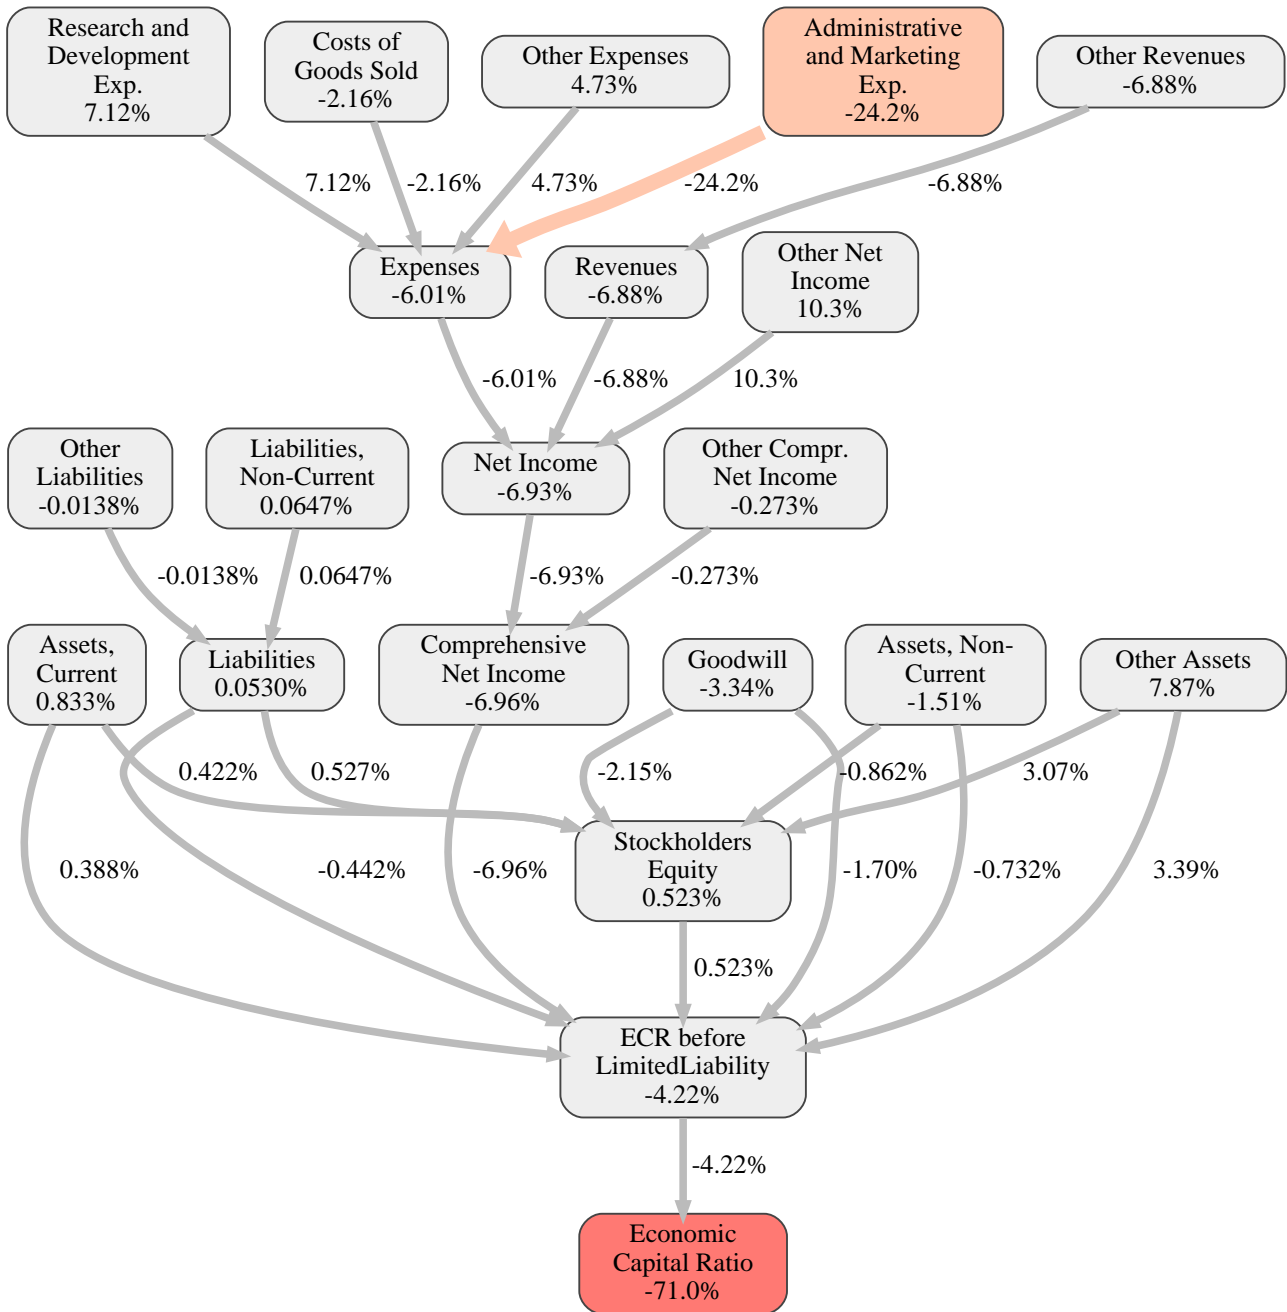 Research and
Development
Exp.
7.12%
Costs of
Goods Sold
-2.16%
Other Expenses
4.73%
Administrative
and Marketing
Exp.
-24.2%
Other Revenues
-6.88%
7.12%
-2.16%
4.73%
-24.2%
-6.88%
Expenses
-6.01%
Revenues
-6.88%
Other Net
Income
10.3%
-6.01%
-6.88%
10.3%
Other
Liabilities
-0.0138%
Liabilities,
Non-Current
0.0647%
Net Income
-6.93%
Other Compr.
Net Income
-0.273%
-0.0138%
0.0647%
-6.93%
-0.273%
Assets,
Current
0.833%
Liabilities
0.0530%
Comprehensive
Net Income
-6.96%
Goodwill
-3.34%
Assets, Non-
Current
-1.51%
Other Assets
7.87%
0.422%
0.527%
-2.15%
-0.862%
3.07%
Stockholders
Equity
0.523%
0.388%
-0.442%
-6.96%
-1.70%
-0.732%
3.39%
0.523%
ECR before
LimitedLiability
-4.22%
-4.22%
Economic
Capital Ratio
-71.0%